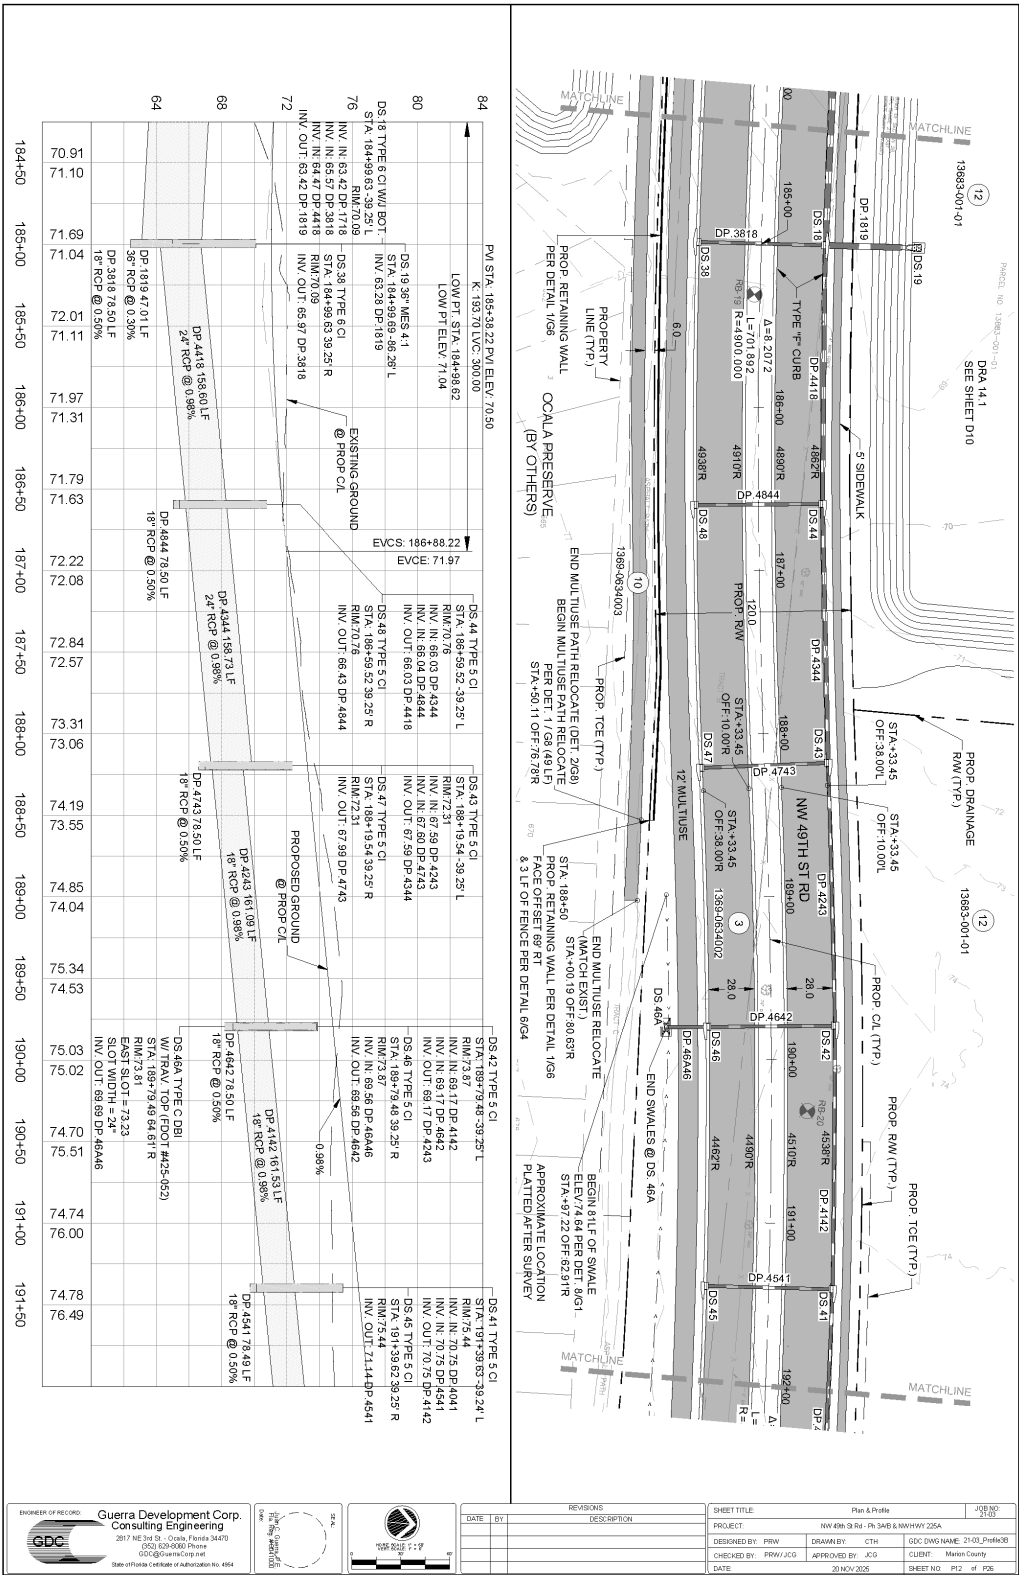 MATCHLINE
MATCHLINE
13683-001-01
12
PARCEL NO. 13683-001-01
DRA 14.1
SEE SHEET D10
DP.1819
DS.19
DS.18
DP.3818
DS.38
185+00
TYPE "F" CURB
DP.4418
PROP. RETAINING WALL
PER DETAIL 1/G6
PROPERTY
LINE (TYP.)
6.0
RB-19
Δ=8.2072
L=701.892
R=4900.000
186+00
4862'R
4890'R
4910'R
4938'R
5' SIDEWALK
OCALA PRESERVE
(BY OTHERS)
DP.4844
DS.44
DS.48
187+00
1369-0634003
10
120.0
PROP. R/W
DP.4344
END MULTIUSE PATH RELOCATE (DET. 2/G8)
BEGIN MULTIUSE PATH RELOCATE
PER DET. 1 / G8 (49 LF)
STA:+50.11 OFF:76.78'R
PROP. TCE (TYP.)
STA:+33.45
OFF:10.00'R
188+00
DS.43
DS.47
DP.4743
STA:+33.45
OFF:38.00'L
PROP. DRAINAGE
R/W (TYP.)
STA:+33.45
OFF:10.00'L
12' MULTIUSE
STA:+33.45
OFF:38.00'R
NW 49TH ST RD
189+00
DP.4243
1369-0634002
3
12
13683-001-01
STA: 188+50
PROP. RETAINING WALL PER DETAIL 1/G6
FACE OFFSET 69' RT
& 3 LF OF FENCE PER DETAIL 6/G4
END MULTIUSE RELOCATE
(MATCH EXIST.)
STA:+00.19 OFF:80.63'R
28.0
28.0
PROP. C/L (TYP.)
DS.46A
DP.46A46
DS.46
DP.4642
DS.42
190+00
RB-20
PROP. R/W (TYP.)
PROP. TCE (TYP.)
END SWALES @ DS. 46A
4462'R
4490'R
4510'R
4538'R
DP.4142
191+00
BEGIN 81LF OF SWALE
ELEV:74.64 PER DET. 8/G1
STA:+97.22 OFF:62.91'R
APPROXIMATE LOCATION
PLATTED AFTER SURVEY
DP.4541
DS.41
DS.45
192+00
MATCHLINE
MATCHLINE
84
80
76
72
68
64
PVI STA: 185+38.22 PVI ELEV: 70.50
K: 193.70 LVC: 300.00
LOW PT. STA: 184+98.62
LOW PT ELEV: 71.04
DS.19 36" MES 4:1
STA: 184+99.69 -86.26' L
INV. 63.28 DP.1819
DS.18 TYPE 6 CI W/J BOT.
STA: 184+99.63 -39.25' L
RIM:70.09
INV. IN: 63.42 DP.1718
INV. IN: 65.57 DP.3818
INV. IN: 64.47 DP.4418
INV. OUT: 63.42 DP.1819
DS.38 TYPE 6 CI
STA: 184+99.63 39.25' R
RIM:70.09
INV. OUT: 65.97 DP.3818
EXISTING GROUND
@ PROP C/L
EVCS: 186+88.22
EVCE: 71.97
DS.44 TYPE 5 CI
STA: 186+59.52 -39.25' L
RIM:70.76
INV. IN: 66.03 DP.4344
INV. IN: 66.04 DP.4844
INV. OUT: 66.03 DP.4418
DS.48 TYPE 5 CI
STA: 186+59.52 39.25' R
RIM:70.76
INV. OUT: 66.43 DP.4844
DS.43 TYPE 5 CI
STA: 188+19.54 -39.25' L
RIM:72.31
INV. IN: 67.59 DP.4243
INV. IN: 67.60 DP.4743
INV. OUT: 67.59 DP.4344
DS.47 TYPE 5 CI
STA: 188+19.54 39.25' R
RIM:72.31
INV. OUT: 67.99 DP.4743
PROPOSED GROUND
@ PROP C/L
DS.42 TYPE 5 CI
STA: 189+79.48 -39.25' L
RIM:73.87
INV. IN: 69.17 DP.4142
INV. IN: 69.17 DP.4642
INV. OUT: 69.17 DP.4243
DS.46 TYPE 5 CI
STA: 189+79.48 39.25' R
RIM:73.87
INV. IN: 69.56 DP.46A46
INV. OUT: 69.56 DP.4642
0.98%
DS.41 TYPE 5 CI
STA: 191+39.63 -39.24' L
RIM:75.44
INV. IN: 70.75 DP.4041
INV. IN: 70.75 DP.4541
INV. OUT: 70.75 DP.4142
DS.45 TYPE 5 CI
STA: 191+39.62 39.25' R
RIM:75.44
INV. OUT: 71.14 DP.4541
DP.1819 47.01 LF
36" RCP @ 0.30%
DP.3818 78.50 LF
18" RCP @ 0.50%
DP.4418 158.60 LF
24" RCP @ 0.98%
DP.4844 78.50 LF
18" RCP @ 0.50%
DP.4344 158.73 LF
24" RCP @ 0.98%
DP.4743 78.50 LF
18" RCP @ 0.50%
DP.4243 161.09 LF
18" RCP @ 0.98%
DP.4642 78.50 LF
18" RCP @ 0.50%
DS.46A TYPE C DBI
W/ TRAV. TOP (FDOT #425-052)
STA: 189+79.49 64.61' R
RIM:73.81
EAST SLOT = 73.23
SLOT WIDTH = 24"
INV. OUT: 69.69 DP.46A46
DP.4142 161.53 LF
18" RCP @ 0.98%
DP.4541 78.49 LF
18" RCP @ 0.50%
70.91 71.69 72.01 71.97 71.79 72.22 72.84 73.31 74.19 74.85 75.34 75.03 74.70 74.74 74.78
71.10 71.04 71.11 71.31 71.63 72.08 72.57 73.06 73.55 74.04 74.53 75.02 75.51 76.00 76.49
184+50 185+00 185+50 186+00 186+50 187+00 187+50 188+00 188+50 189+00 189+50 190+00 190+50 191+00 191+50
ENGINEER OF RECORD:
GDC
Guerra Development Corp.
Consulting Engineering
2817 NE 3rd St. - Ocala, Florida 34470
(352) 629-8060 Phone
GDC@GuerraCorp.net
State of Florida Certificate of Authorization No. 4954
SEAL
Date:
REVISIONS
DATE BY DESCRIPTION
SHEET TITLE: Plan & Profile
JOB NO: 21-03
PROJECT: NW 49th St Rd - Ph 3A/B & NW HWY 225A
DESIGNED BY: PRW DRAWN BY: CTH GDC DWG NAME: 21-03_Profile3B
CHECKED BY: PRW/JCG APPROVED BY: JCG CLIENT: Marion County
DATE: 20 NOV 2025 SHEET NO: P12 of P26